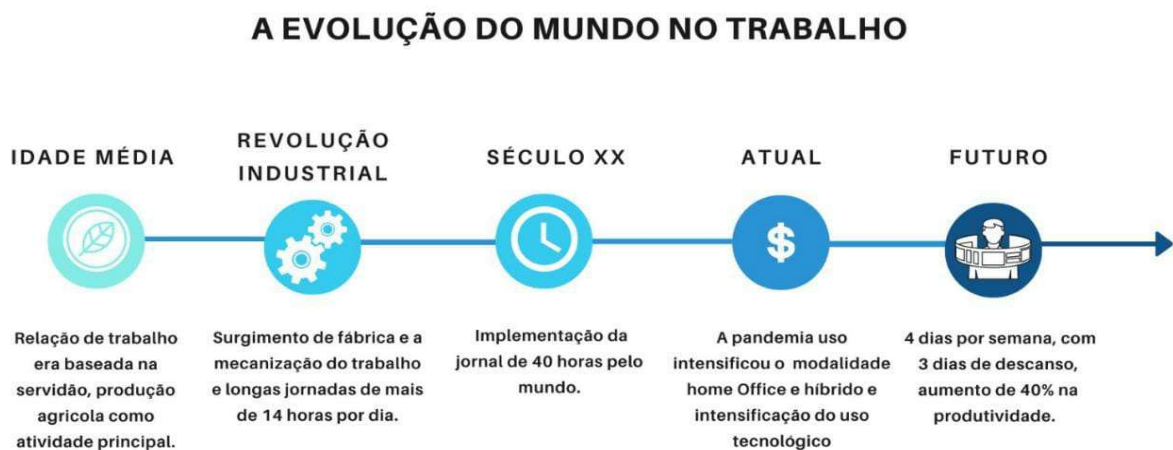 A EVOLUÇÃO DO MUNDO NO TRABALHO
IDADE MÉDIA
Relação de trabalho
era baseada na
servidão, produção
agricola como
atividade principal.
REVOLUÇÃO
INDUSTRIAL
Surgimento de fábrica e a
mecanização do trabalho
e longas jornadas de mais
de 14 horas por dia.
SÉCULO XX
Implementação da
jornal de 40 horas pelo
mundo.
ATUAL
$
A pandemia uso
intensificou o modalidade
home Office e híbrido e
intensificação do uso
tecnológico
FUTURO
4 dias por semana, com
3 dias de descanso,
aumento de 40% na
produtividade.